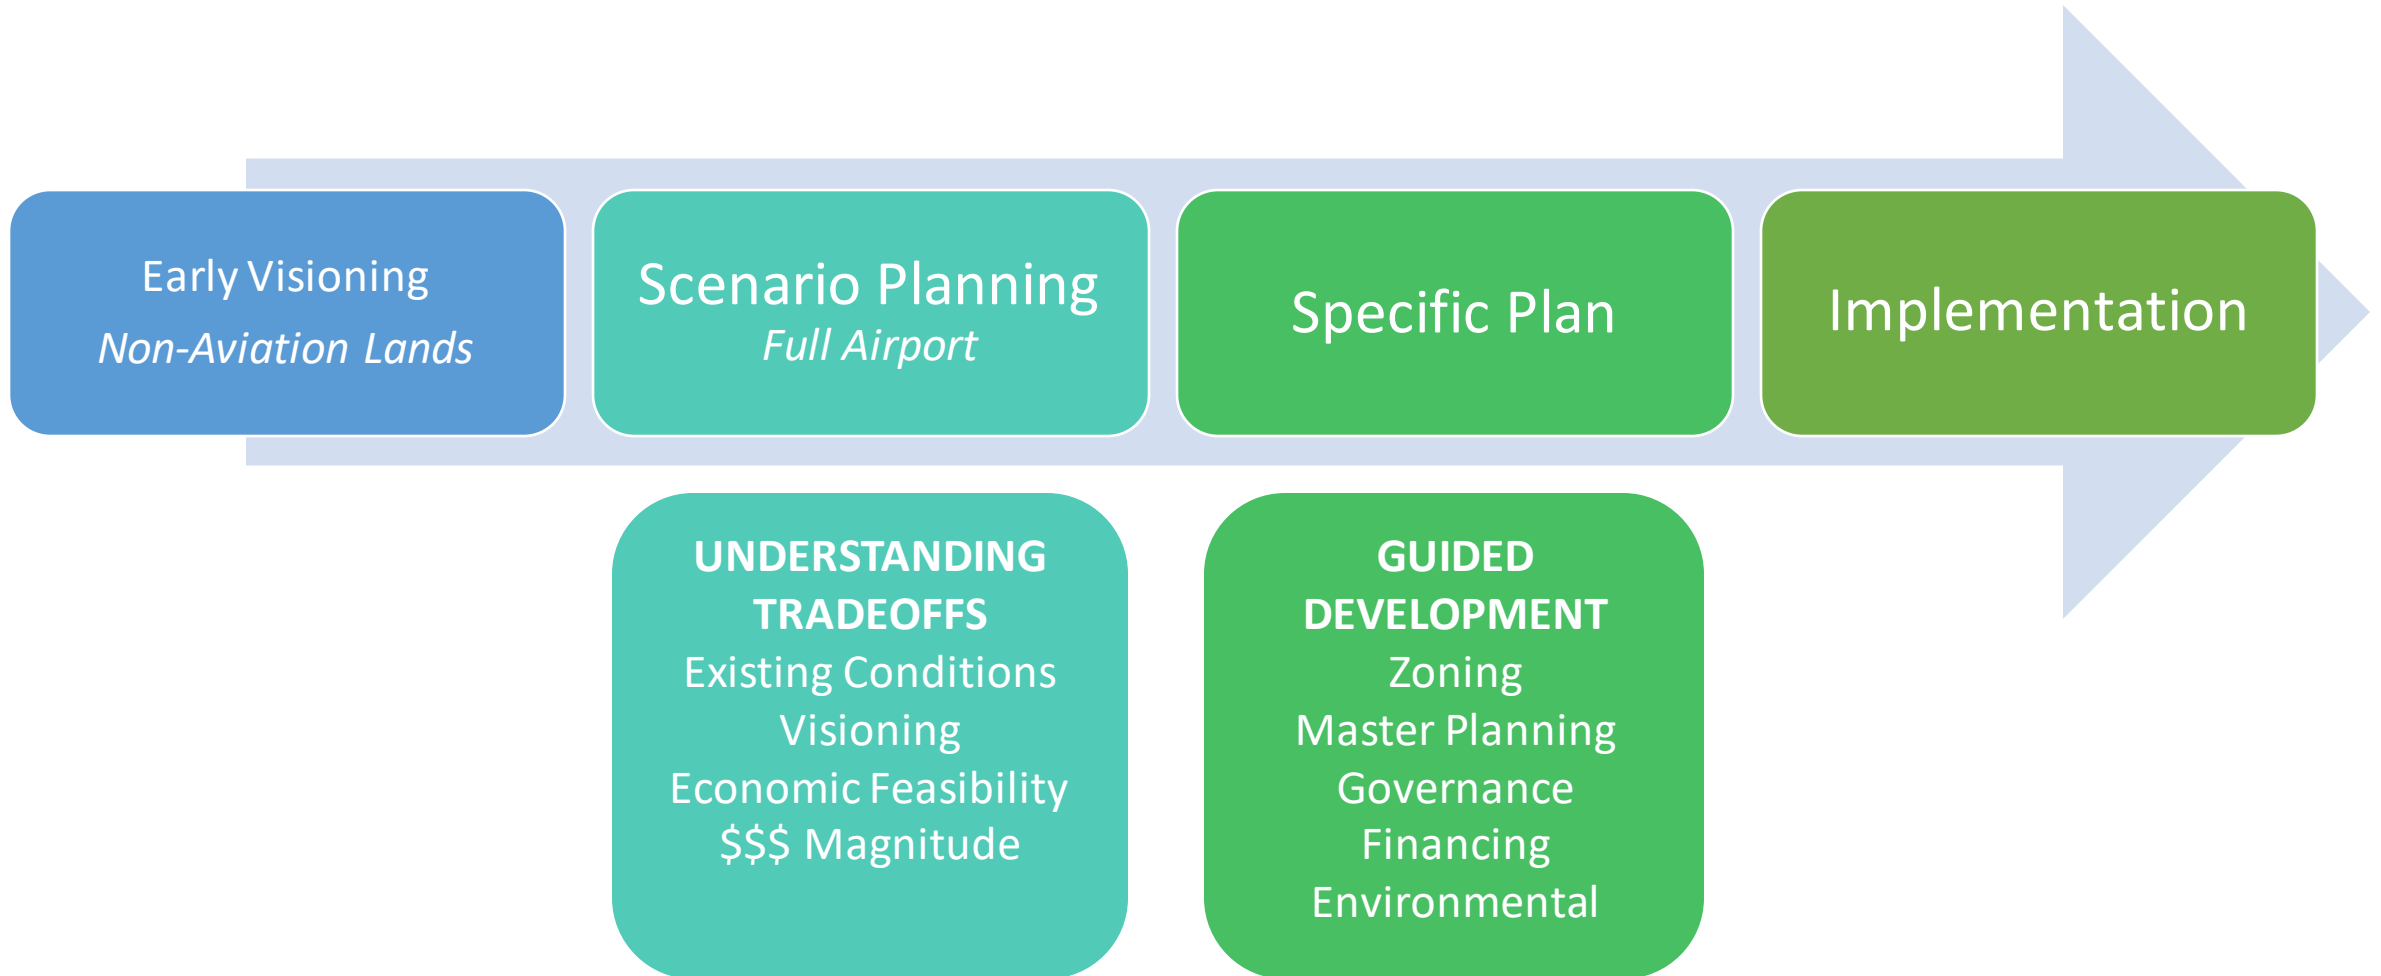 Early Visioning
Non-Aviation Lands
Scenario Planning
Full Airport
Specific Plan
Implementation
UNDERSTANDING
TRADEOFFS
Existing Conditions
Visioning
Economic Feasibility
$$$ Magnitude
GUIDED
DEVELOPMENT
Zoning
Master Planning
Governance
Financing
Environmental